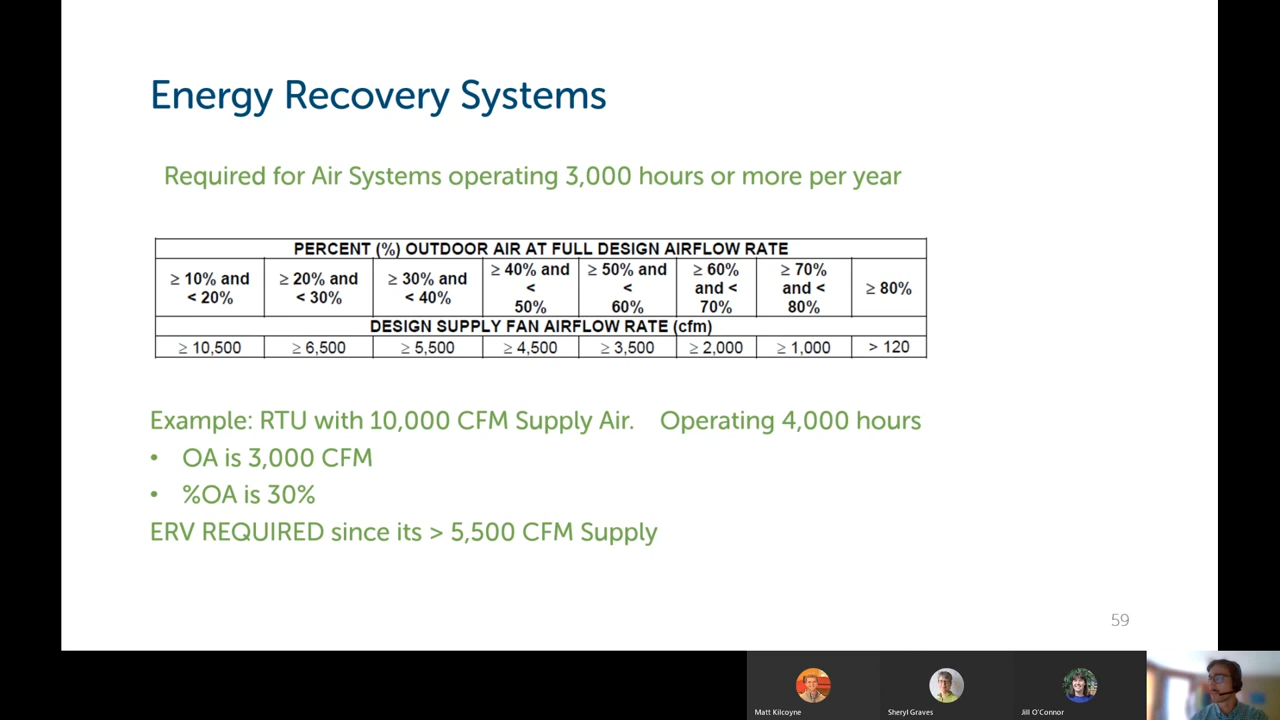 Energy Recovery Systems
Required for Air Systems operating 3,000 hours or more per year
PERCENT (%) OUTDOOR AIR AT FULL DESIGN AIRFLOW RATE
≥ 10% and < 20%
≥ 20% and < 30%
≥ 30% and < 40%
≥ 40% and < 50%
≥ 50% and < 60%
≥ 60% and < 70%
≥ 70% and < 80%
≥ 80%
DESIGN SUPPLY FAN AIRFLOW RATE (cfm)
≥ 10,500 ≥ 6,500 ≥ 5,500 ≥ 4,500 ≥ 3,500 ≥ 2,000 ≥ 1,000 > 120
Example: RTU with 10,000 CFM Supply Air. Operating 4,000 hours
• OA is 3,000 CFM
• %OA is 30%
ERV REQUIRED since its > 5,500 CFM Supply
59
Matt Kilcoyne
Sheryl Graves
Jill O'Connor